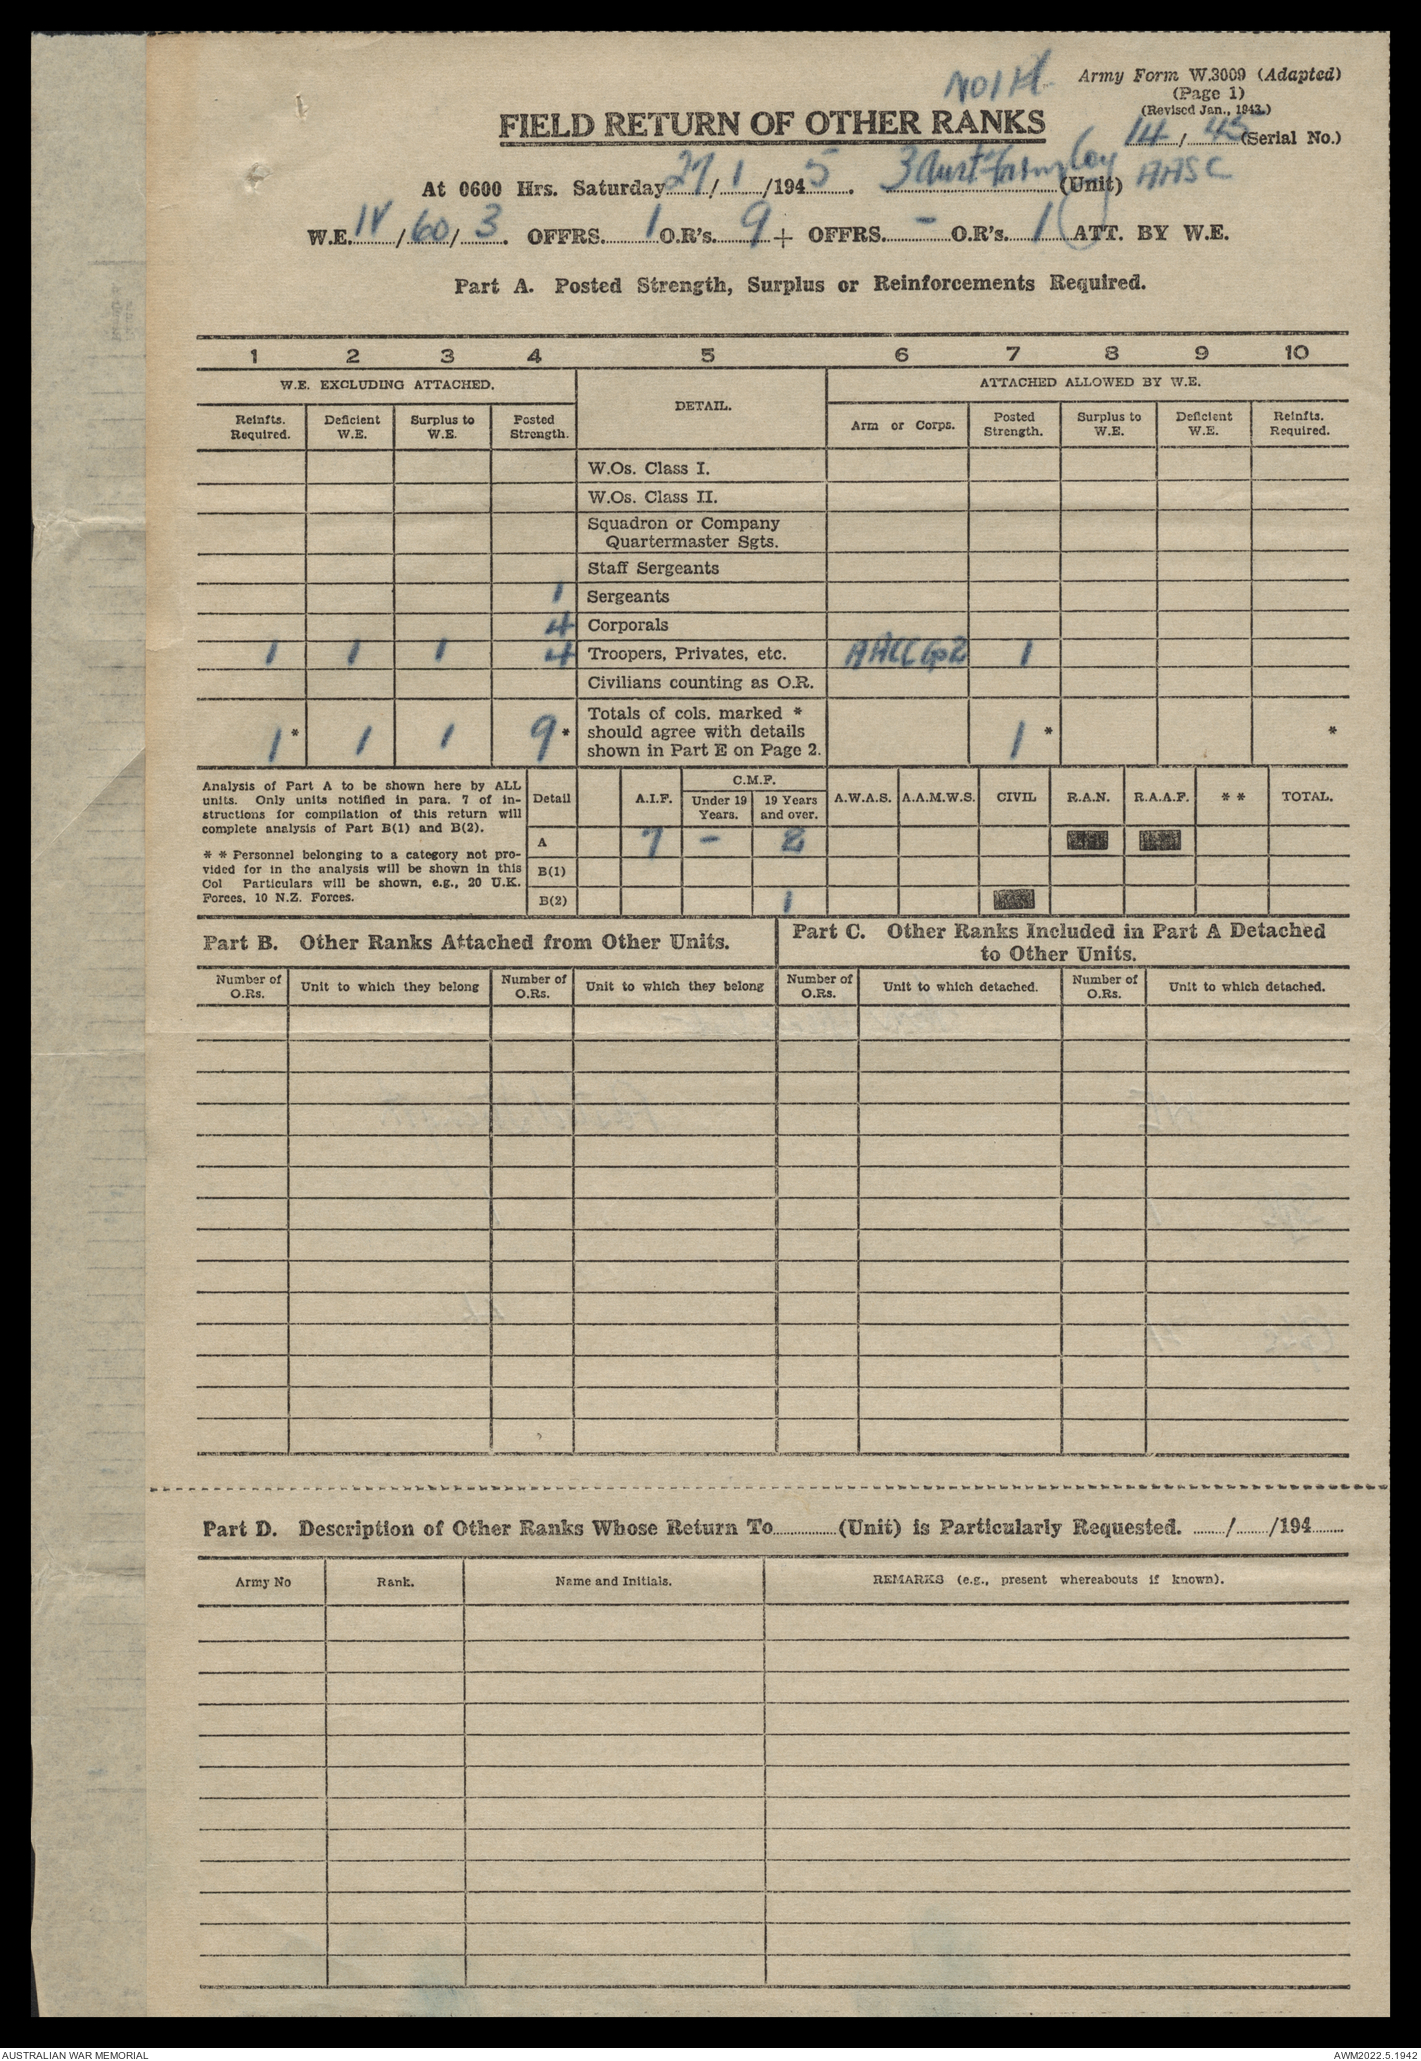 Army Form W.3009 (Adapted)
(Page 1)
(Revised Jan., 1943.)
FIELD RETURN OF OTHER RANKS
14 / 45 (Serial No.)
At 0600 Hrs. Saturday 27/1/1945. 3 Aust Farm Coy (Unit) AASC
W.E. IV/60/3. OFFRS. 1 O.R's. 9 + OFFRS. - O.R's. 1 ATT. BY W.E.
Part A. Posted Strength, Surplus or Reinforcements Required.
1 2 3 4 5 6 7 8 9 10
W.E. EXCLUDING ATTACHED. DETAIL. ATTACHED ALLOWED BY W.E.
Reinfts. Required. Deficient W.E. Surplus to W.E. Posted Strength. Arm or Corps. Posted Strength. Surplus to W.E. Deficient W.E. Reinfts. Required.
W.Os. Class I.
W.Os. Class II.
Squadron or Company
Quartermaster Sgts.
Staff Sergeants
1 Sergeants
4 Corporals
1 1 1 4 Troopers, Privates, etc. AACC Gp2 1
Civilians counting as O.R.
Totals of cols. marked *
1 * 1 1 9 * should agree with details 1 * *
shown in Part E on Page 2.
Analysis of Part A to be shown here by ALL
units. Only units notified in para. 7 of in-
structions for compilation of this return will
complete analysis of Part B(1) and B(2).
* * Personnel belonging to a category not pro-
vided for in the analysis will be shown in this
Col Particulars will be shown, e.g., 20 U.K.
Forces, 10 N.Z. Forces.
Detail A.I.F. C.M.F. Under 19 Years. 19 Years and over. A.W.A.S. A.A.M.W.S. CIVIL R.A.N. R.A.A.F. * * TOTAL.
A 7 - 2
B(1)
B(2) 1
Part B. Other Ranks Attached from Other Units.
Part C. Other Ranks Included in Part A Detached
to Other Units.
Number of O.Rs. Unit to which they belong Number of O.Rs. Unit to which they belong Number of O.Rs. Unit to which detached. Number of O.Rs. Unit to which detached.
Part D. Description of Other Ranks Whose Return To (Unit) is Particularly Requested. / /194
Army No Rank. Name and Initials. REMARKS (e.g., present whereabouts if known).
AUSTRALIAN WAR MEMORIAL
AWM2022.5.1942